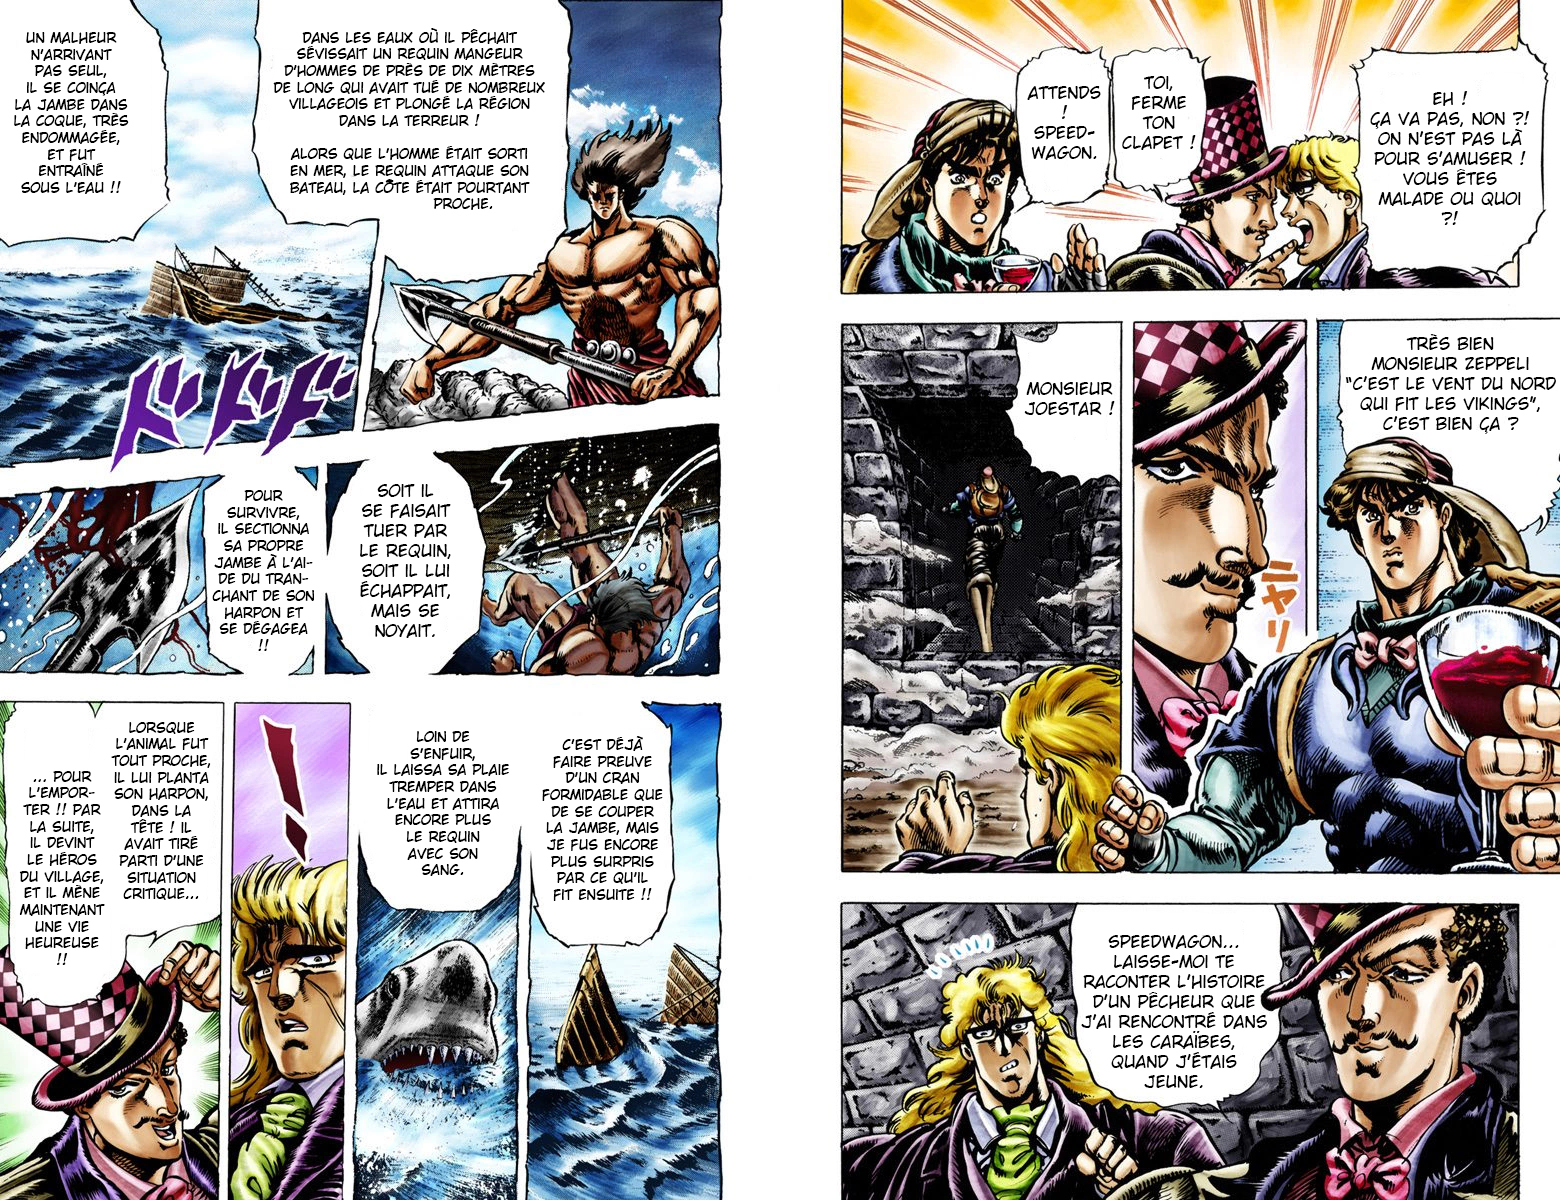 EH !
ÇA VA PAS, NON ?!
ON N'EST PAS LÀ
POUR S'AMUSER !
VOUS ÊTES
MALADE OU QUOI
?!
TOI,
FERME
TON
CLAPET !
ATTENDS
!
SPEED-
WAGON.
TRÈS BIEN
MONSIEUR ZEPPELI
"C'EST LE VENT DU NORD
QUI FIT LES VIKINGS",
C'EST BIEN ÇA ?
ニヤリ
MONSIEUR
JOESTAR !
SPEEDWAGON...
LAISSE-MOI TE
RACONTER L'HISTOIRE
D'UN PÊCHEUR QUE
J'AI RENCONTRÉ DANS
LES CARAÏBES,
QUAND J'ÉTAIS
JEUNE.
DANS LES EAUX OÙ IL PÊCHAIT
SÉVISSAIT UN REQUIN MANGEUR
D'HOMMES DE PRÈS DE DIX MÈTRES
DE LONG QUI AVAIT TUÉ DE NOMBREUX
VILLAGEOIS ET PLONGÉ LA RÉGION
DANS LA TERREUR !
ALORS QUE L'HOMME ÉTAIT SORTI
EN MER, LE REQUIN ATTAQUA SON
BATEAU, LA CÔTE ÉTAIT POURTANT
PROCHE.
UN MALHEUR
N'ARRIVANT
PAS SEUL,
IL SE COINÇA
LA JAMBE DANS
LA COQUE, TRÈS
ENDOMMAGÉE,
ET FUT
ENTRAÎNÉ
SOUS L'EAU !!
ドドド
SOIT IL
SE FAISAIT
TUER PAR
LE REQUIN,
SOIT IL LUI
ÉCHAPPAIT,
MAIS SE
NOYAIT.
POUR
SURVIVRE,
IL SECTIONNA
SA PROPRE
JAMBE À L'AI-
DE DU TRAN-
CHANT DE SON
HARPON ET
SE DÉGAGEA
!!
C'EST DÉJÀ
FAIRE PREUVE
D'UN CRAN
FORMIDABLE QUE
DE SE COUPER
LA JAMBE, MAIS
JE FUS ENCORE
PLUS SURPRIS
PAR CE QU'IL
FIT ENSUITE !!
LOIN DE
S'ENFUIR,
IL LAISSA SA PLAIE
TREMPER DANS
L'EAU ET ATTIRA
ENCORE PLUS
LE REQUIN
AVEC SON
SANG.
!
LORSQUE
L'ANIMAL FUT
TOUT PROCHE,
IL LUI PLANTA
SON HARPON,
DANS LA
TÊTE ! IL
AVAIT TIRÉ
PARTI D'UNE
SITUATION
CRITIQUE...
... POUR
L'EMPOR-
TER !! PAR
LA SUITE,
IL DEVINT
LE HÉROS
DU VILLAGE,
ET IL MÈNE
MAINTENANT
UNE VIE
HEUREUSE
!!